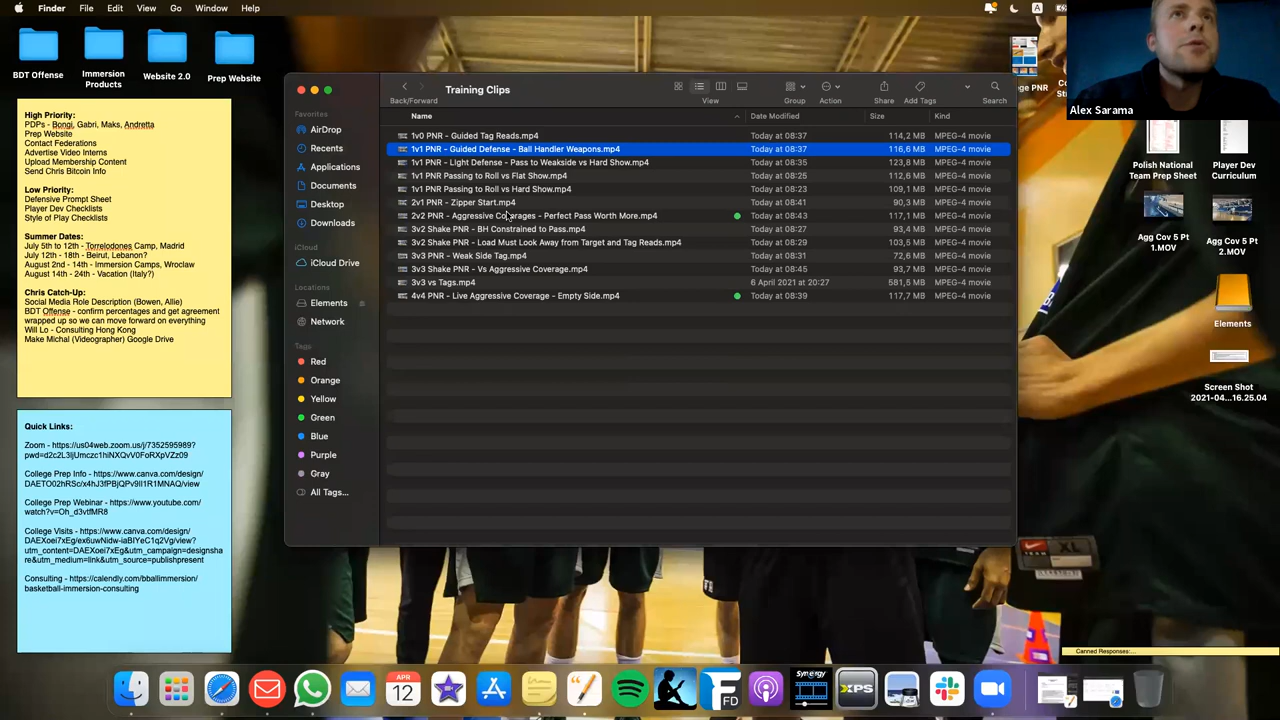 Finder File Edit View Go Window Help
A
BDT Offense
Immersion
Products
Website 2.0
Prep Website
High Priority:
PDPs - Bongi, Gabri, Maks, Andretta
Prep Website
Contact Federations
Advertise Video Interns
Upload Membership Content
Send Chris Bitcoin Info
Low Priority:
Defensive Prompt Sheet
Player Dev Checklists
Style of Play Checklists
Summer Dates:
July 5th to 12th - Torrelodones Camp, Madrid
July 12th - 18th - Beirut, Lebanon?
August 2nd - 14th - Immersion Camps, Wroclaw
August 14th - 24th - Vacation (Italy?)
Chris Catch-Up:
Social Media Role Description (Bowen, Allie)
BDT Offense - confirm percentages and get agreement
wrapped up so we can move forward on everything
Will Lo - Consulting Hong Kong
Make Michal (Videographer) Google Drive
Quick Links:
Zoom - https://us04web.zoom.us/j/7352595989?
College Prep Info - https://www.canva.com/design/
College Prep Webinar - https://www.youtube.com/
College Visits - https://www.canva.com/design/
utm_content=DAEXoei7xEg&utm_campaign=designsha
re&utm_medium=link&utm_source=publishpresent
Consulting - https://calendly.com/bballimmersion/
basketball-immersion-consulting
Training Clips
Back/Forward View Group Action Share Add Tags Search
Favorites
AirDrop
Recents
Applications
Documents
Desktop
Downloads
iCloud
iCloud Drive
Locations
Elements
Network
Tags
Red
Orange
Yellow
Green
Blue
Purple
Gray
All Tags...
Name Date Modified Size Kind
1v0 PNR - Guided Tag Reads.mp4 Today at 08:37 114,2 MB MPEG-4 movie
1v1 PNR - Guided Defense - Ball Handler Weapons.mp4 Today at 08:37 116,6 MB MPEG-4 movie
1v1 PNR - LIght Defense - Pass to Weakside vs Hard Show.mp4 Today at 08:35 123,8 MB MPEG-4 movie
1v1 PNR Passing to Roll vs Flat Show.mp4 Today at 08:25 112,6 MB MPEG-4 movie
1v1 PNR Passing to Roll vs Hard Show.mp4 Today at 08:23 109,1 MB MPEG-4 movie
2v1 PNR - Zipper Start.mp4 Today at 08:41 90,3 MB MPEG-4 movie
2v2 PNR - Aggressive Coverages - Perfect Pass Worth More.mp4 Today at 08:43 117,1 MB MPEG-4 movie
3v2 Shake PNR - BH Constrained to Pass.mp4 Today at 08:27 93,4 MB MPEG-4 movie
3v2 Shake PNR - Load Must Look Away from Target and Tag Reads.mp4 Today at 08:29 103,5 MB MPEG-4 movie
3v3 PNR - Weak Side Tag.mp4 Today at 08:31 72,6 MB MPEG-4 movie
3v3 Shake PNR - Vs Aggressive Coverage.mp4 Today at 08:45 93,7 MB MPEG-4 movie
3v3 vs Tags.mp4 6 April 2021 at 20:27 581,5 MB MPEG-4 movie
4v4 PNR - Live Aggressive Coverage - Empty Side.mp4 Today at 08:39 117,7 MB MPEG-4 movie
Alex Sarama
Polish National
Team Prep Sheet
Player Dev
Curriculum
Agg Cov 5 Pt
1.MOV
Agg Cov 5 Pt
2.MOV
Elements
Screen Shot
2021-04...16.25.04
XL
Canned Responses:...
APR
12
Synergy
XPS
FD